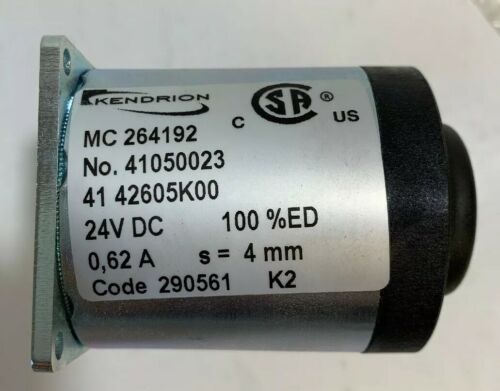 KENDRION
C SA ® US
MC 264192
No. 41050023
41 42605K00
24V DC 100 %ED
0,62 A s = 4 mm
Code 290561 K2